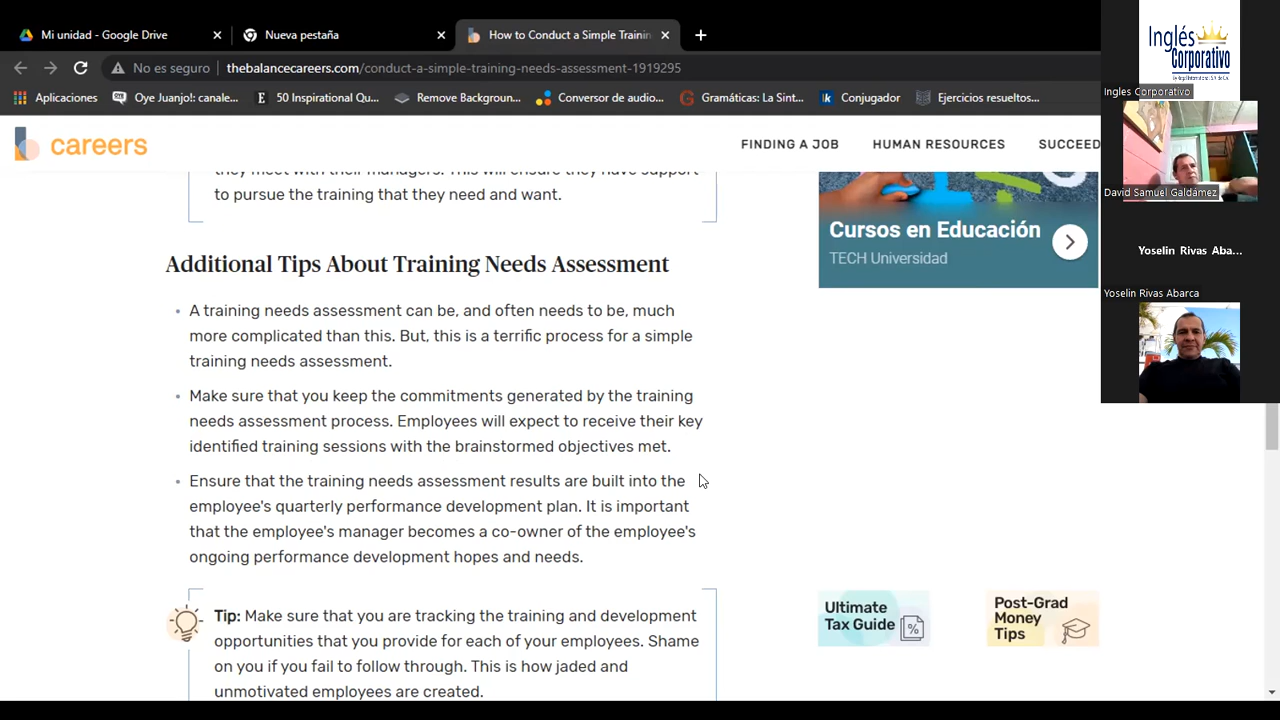 Mi unidad - Google Drive
Nueva pestaña
How to Conduct a Simple Trainin
No es seguro
thebalancecareers.com/conduct-a-simple-training-needs-assessment-1919295
Aplicaciones
Oye Juanjo!: canale...
50 Inspirational Qu...
Remove Backgroun...
Conversor de audio...
Gramáticas: La Sint...
Conjugador
Ejercicios resueltos...
careers
FINDING A JOB
HUMAN RESOURCES
SUCCEED
they meet with their managers. This will ensure they have support
to pursue the training that they need and want.
Additional Tips About Training Needs Assessment
• A training needs assessment can be, and often needs to be, much
more complicated than this. But, this is a terrific process for a simple
training needs assessment.
• Make sure that you keep the commitments generated by the training
needs assessment process. Employees will expect to receive their key
identified training sessions with the brainstormed objectives met.
• Ensure that the training needs assessment results are built into the
employee's quarterly performance development plan. It is important
that the employee's manager becomes a co-owner of the employee's
ongoing performance development hopes and needs.
Tip: Make sure that you are tracking the training and development
opportunities that you provide for each of your employees. Shame
on you if you fail to follow through. This is how jaded and
unmotivated employees are created.
Cursos en Educación
TECH Universidad
Ultimate
Tax Guide
Post-Grad
Money
Tips
Inglés
Corporativo
Ingles Corporativo
David Samuel Galdámez
Yoselin Rivas Aba...
Yoselin Rivas Abarca